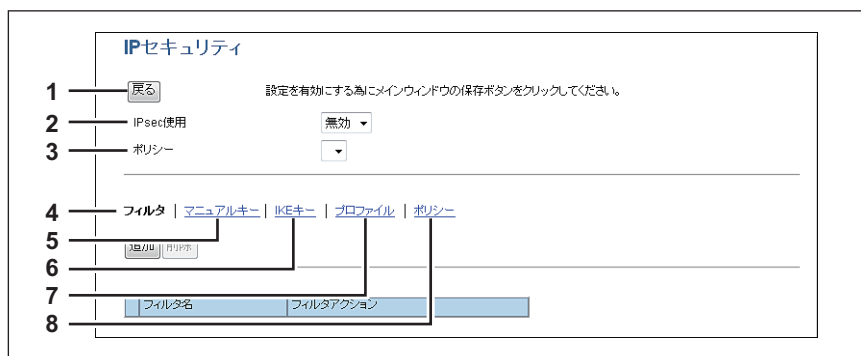 IPセキュリティ
1 戻る 設定を有効にする為にメインウィンドウの保存ボタンをクリックしてください。
2 IPsec使用 無効
3 ポリシー
4 フィルタ | マニュアルキー | IKEキー | プロファイル | ポリシー
5 追加 削除
6
7 フィルタ名 フィルタアクション
8